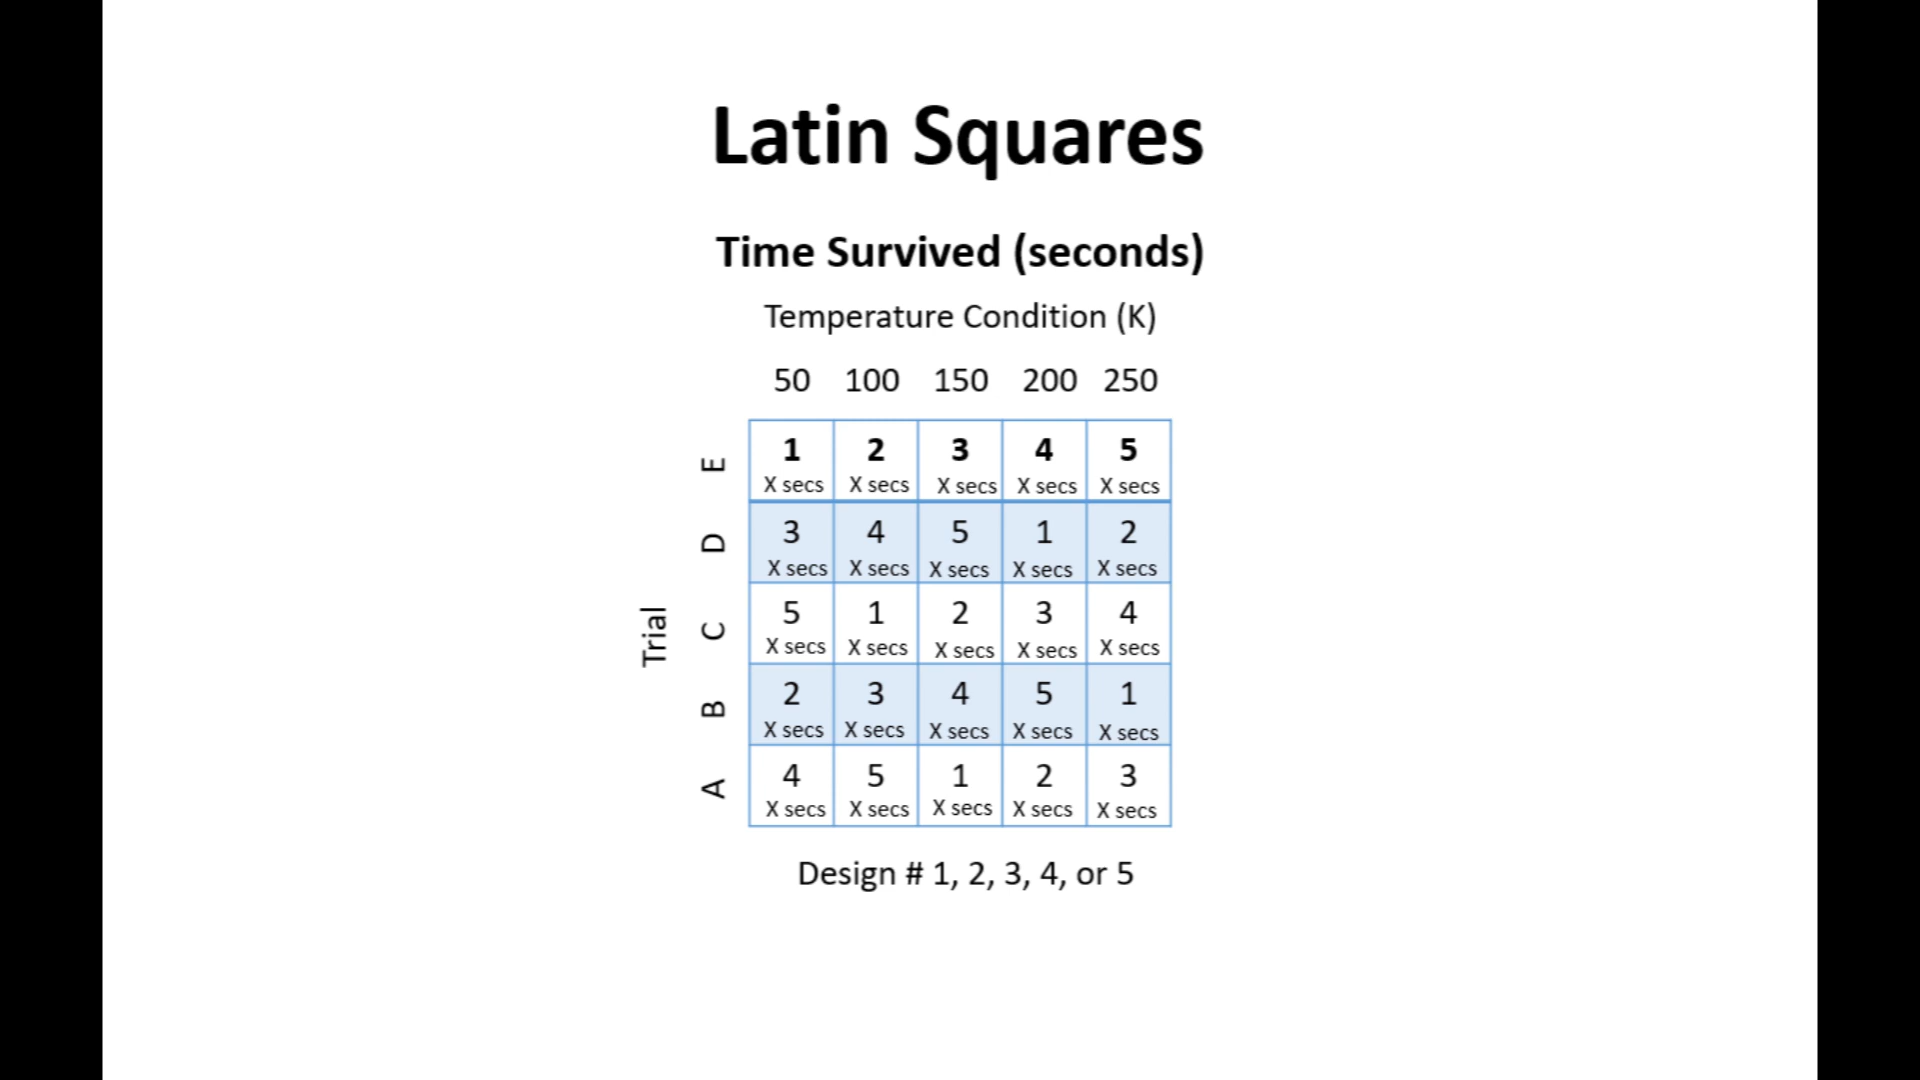 Latin Squares
Time Survived (seconds)
Temperature Condition (K)
50 100 150 200 250
E 1 2 3 4 5
X secs X secs X secs X secs X secs
D 3 4 5 1 2
X secs X secs X secs X secs X secs
Trial
C 5 1 2 3 4
X secs X secs X secs X secs X secs
B 2 3 4 5 1
X secs X secs X secs X secs X secs
A 4 5 1 2 3
X secs X secs X secs X secs X secs
Design # 1, 2, 3, 4, or 5